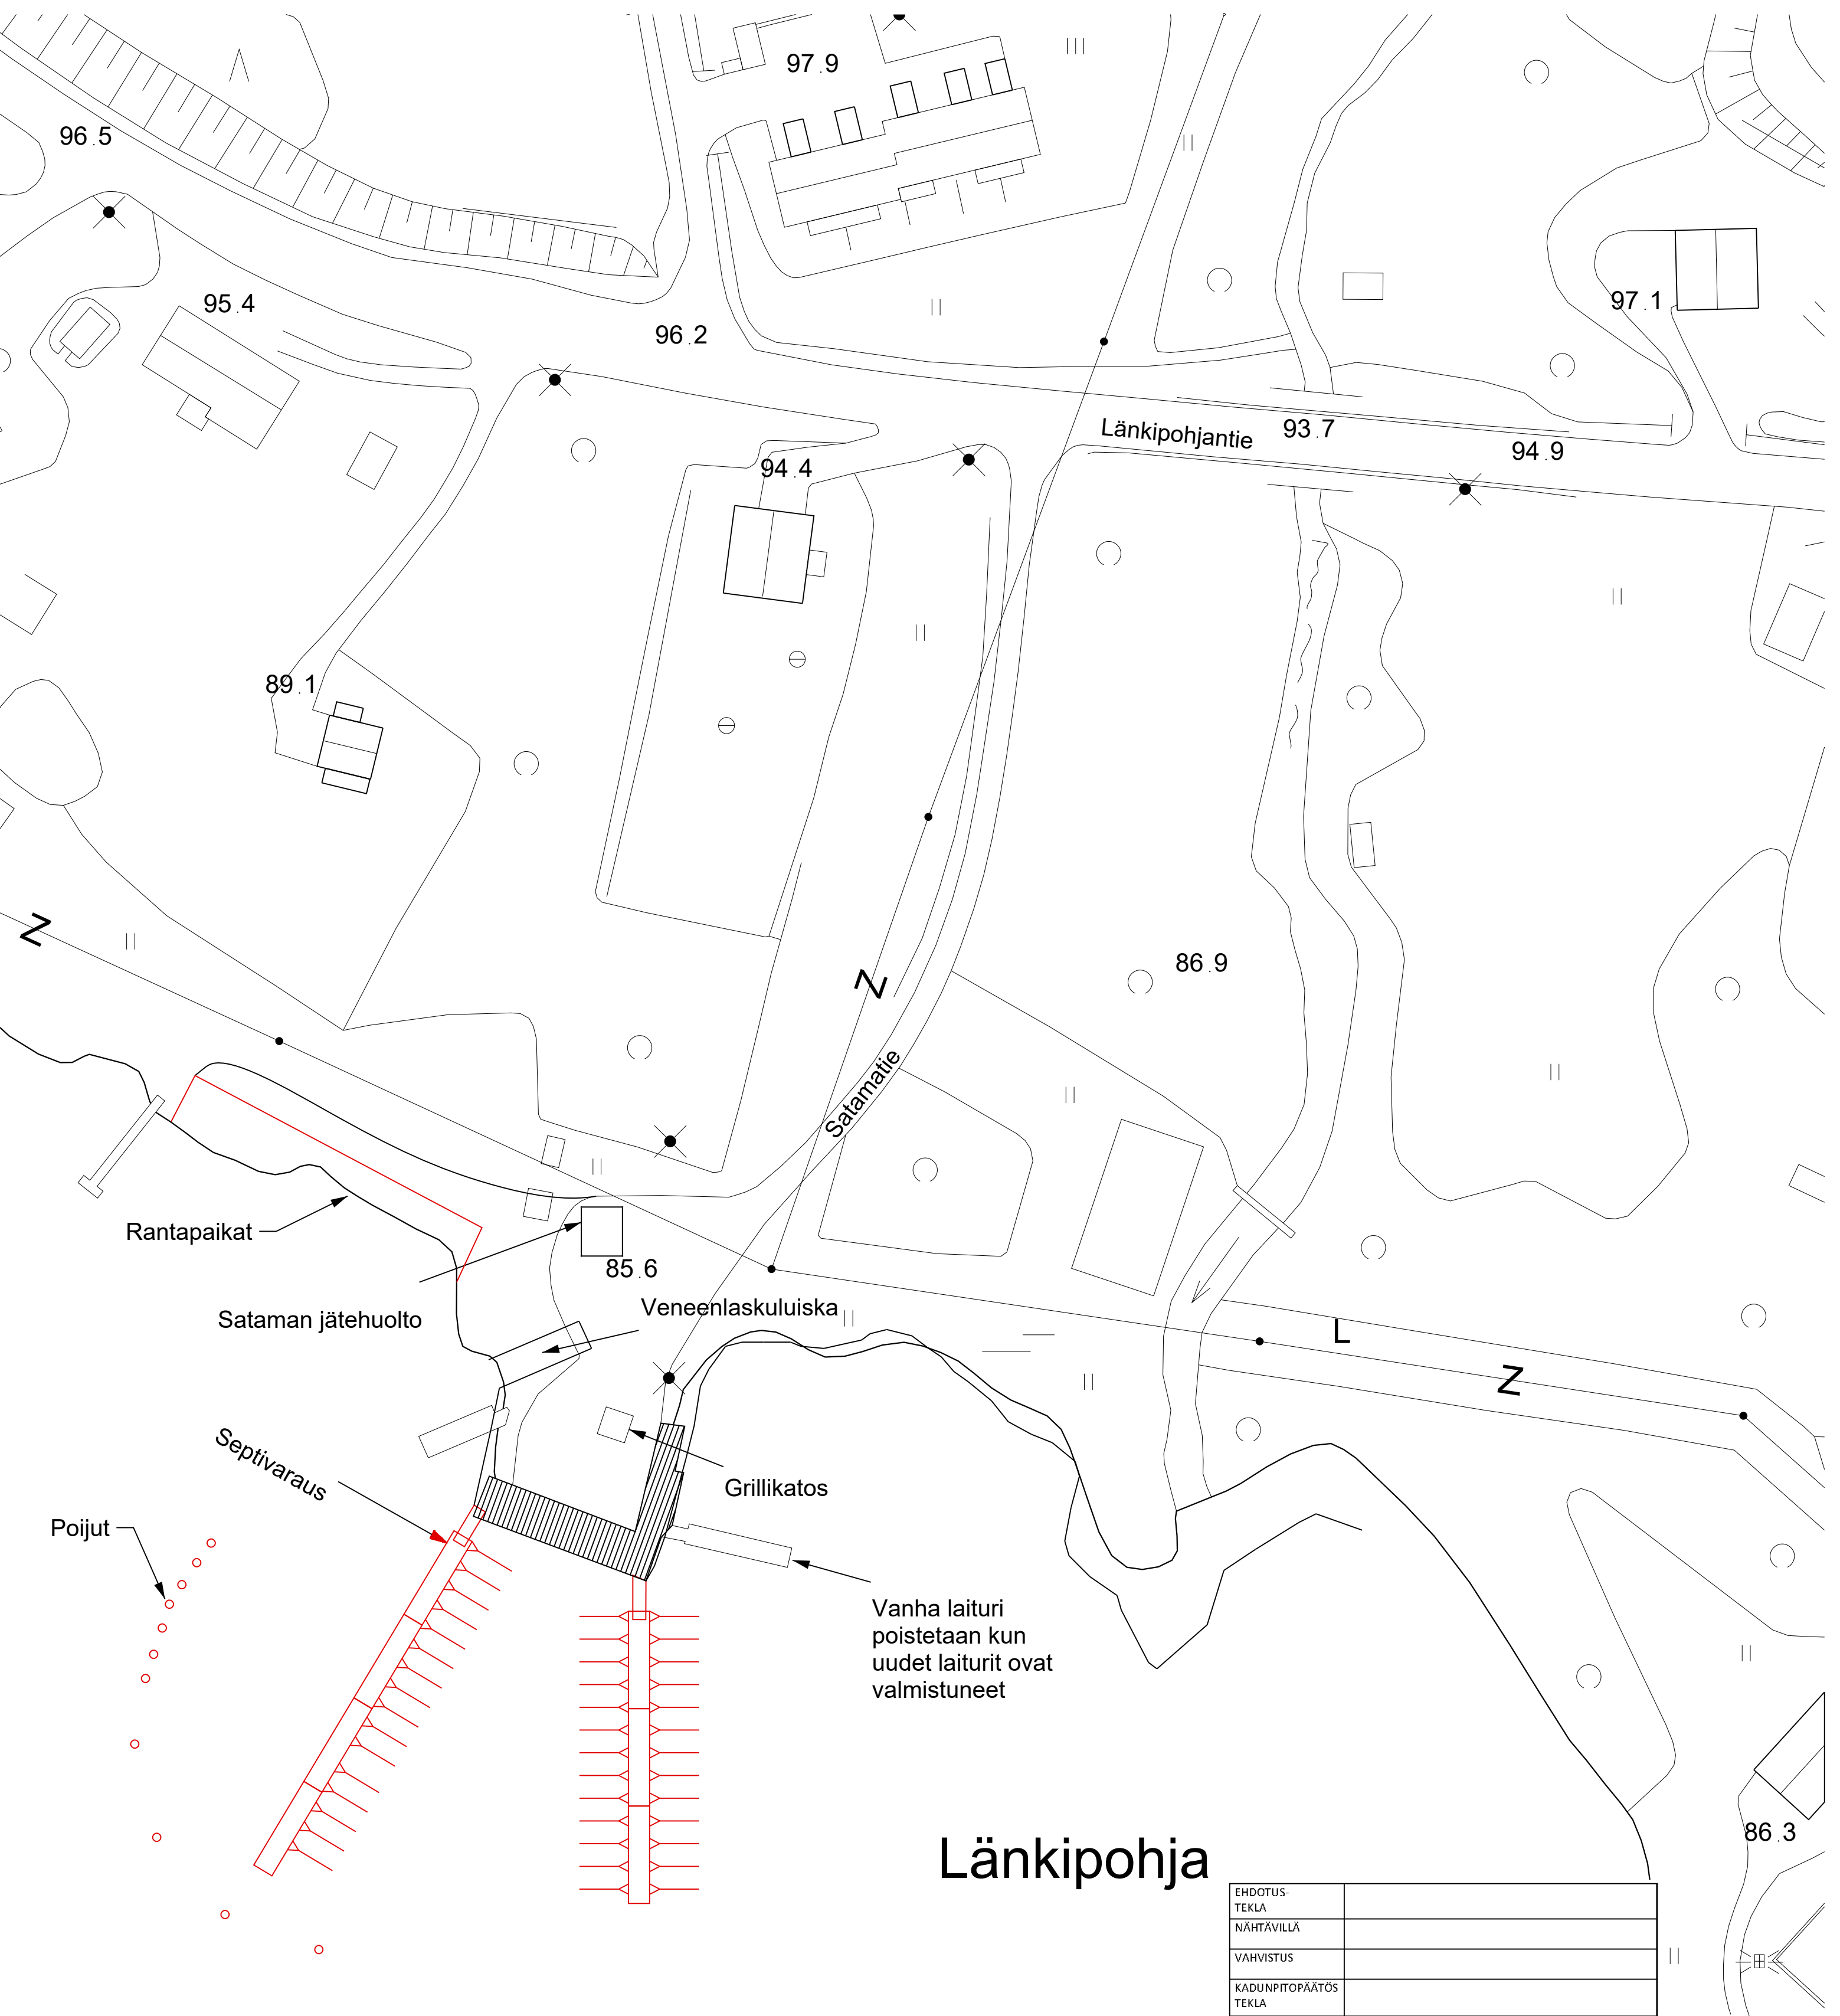 97.9
96.5
95.4
96.2
97.1
Länkipohjantie
93.7
94.9
94.4
89.1
Z
86.9
Z
Satamatie
Rantapaikat
85.6
Sataman jätehuolto
Veneenlaskuluiska
L
Z
Septivaraus
Grillikatos
Poijut
Vanha laituri
poistetaan kun
uudet laiturit ovat
valmistuneet
86.3
Länkipohja
EHDOTUS-
TEKLA
NÄHTÄVILLÄ
VAHVISTUS
KADUNPITOPÄÄTÖS
TEKLA